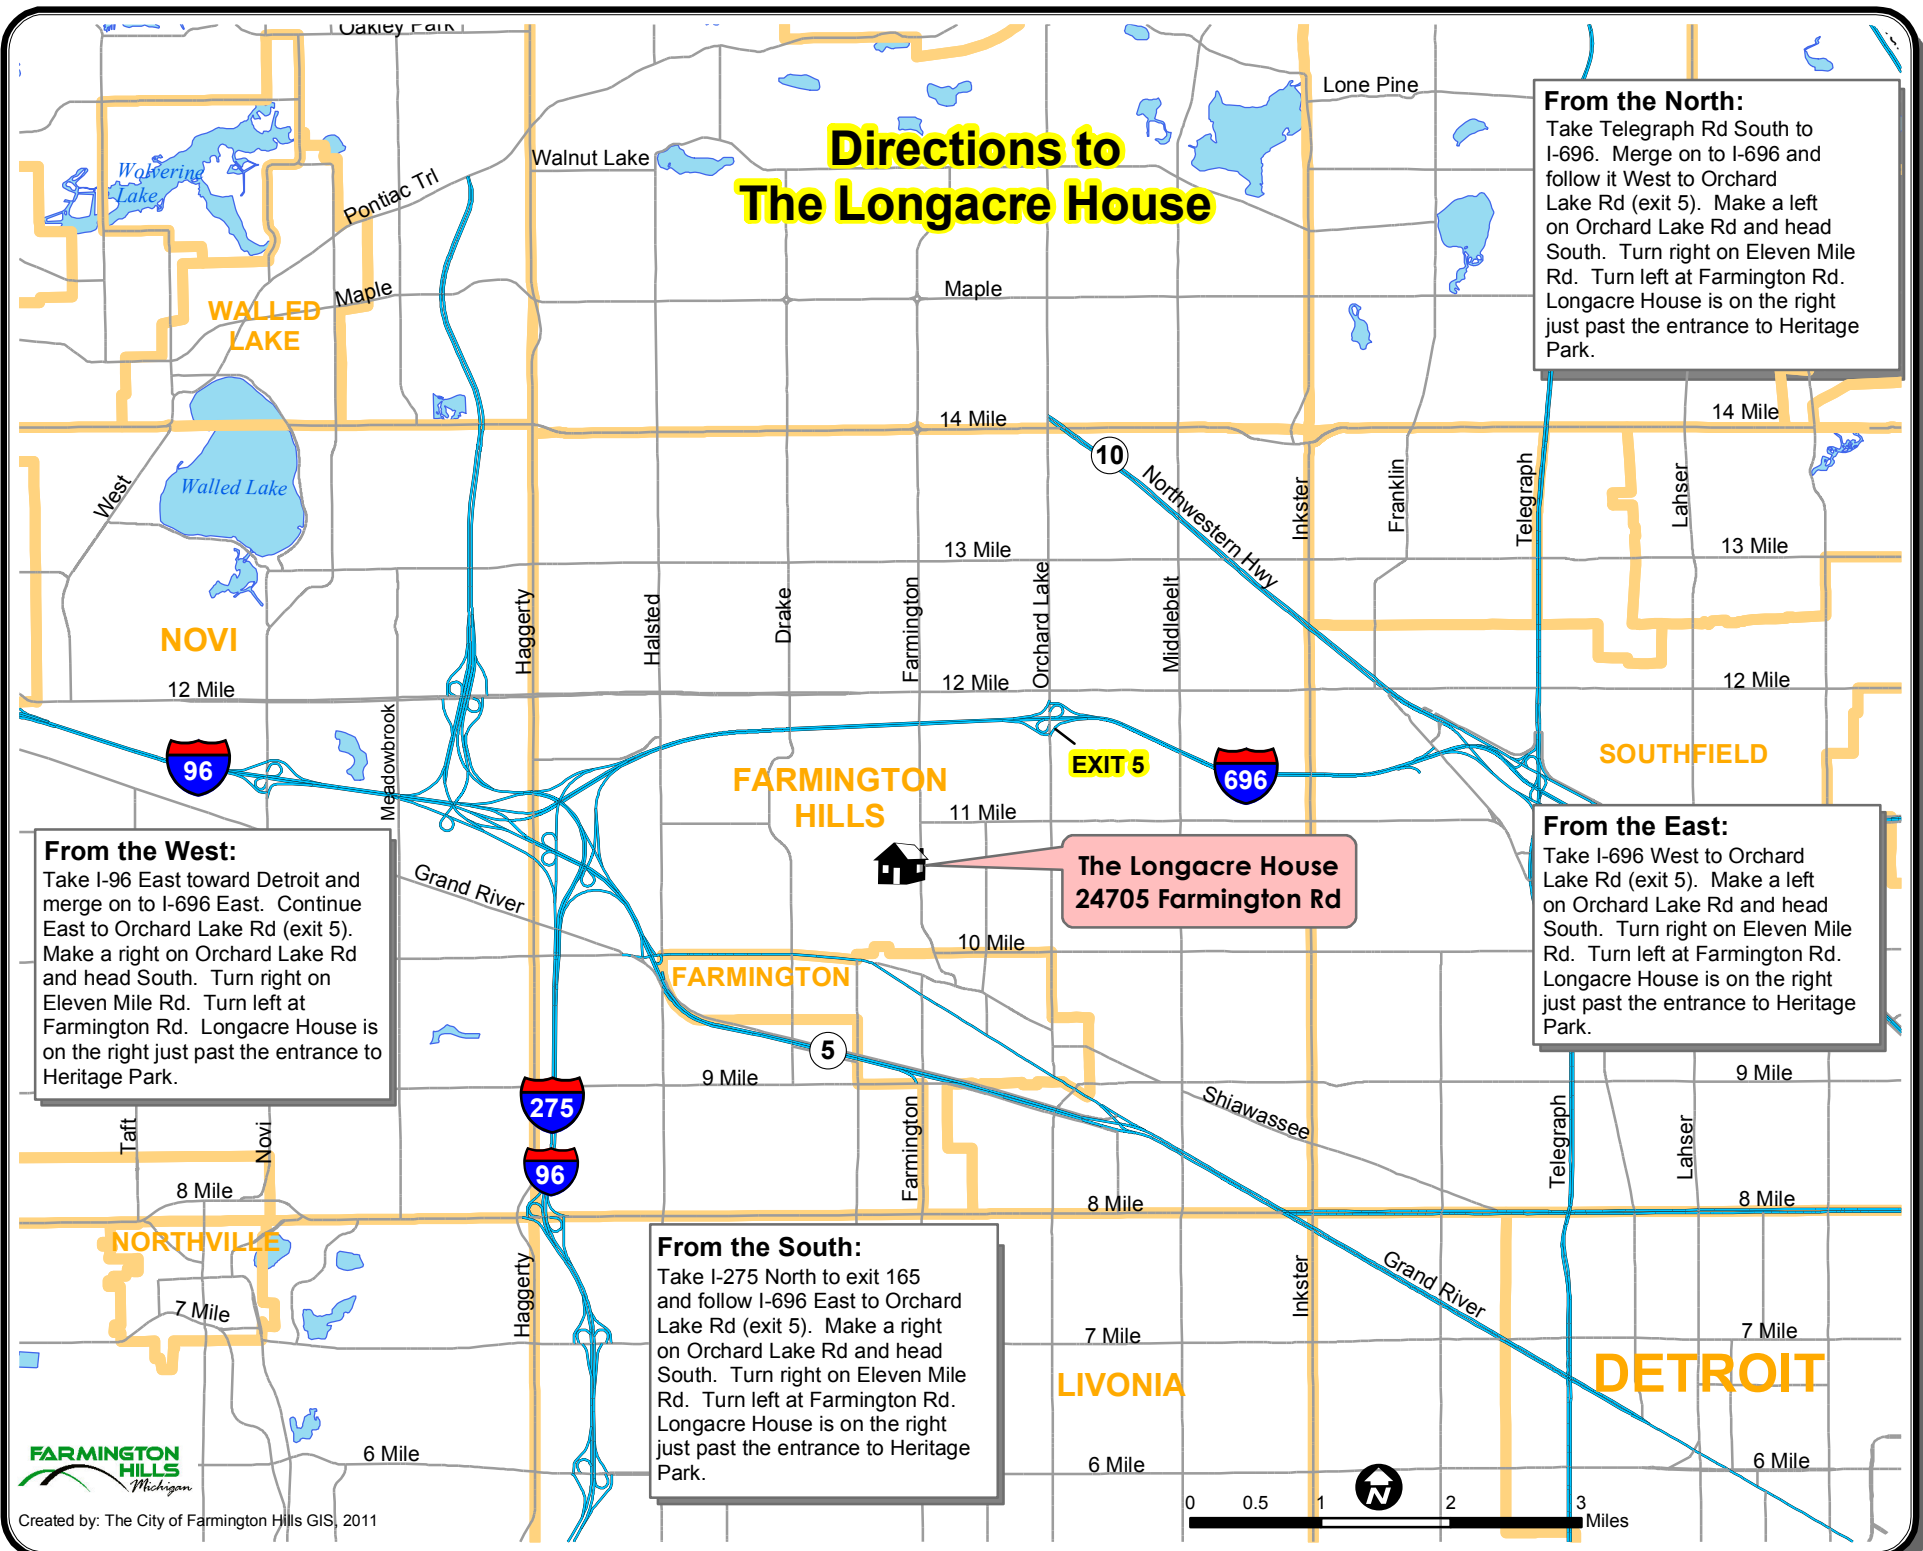 Oakley Park
Lone Pine
Directions to
The Longacre House
Walnut Lake
Wolverine
Lake
Pontiac Trl
Maple
Maple
WALLED
LAKE
From the North:
Take Telegraph Rd South to
I-696.  Merge on to I-696 and
follow it West to Orchard
Lake Rd (exit 5).  Make a left
on Orchard Lake Rd and head
South.  Turn right on Eleven Mile
Rd.  Turn left at Farmington Rd.
Longacre House is on the right
just past the entrance to Heritage
Park.
14 Mile
14 Mile
10
Northwestern Hwy
West
Walled Lake
Inkster
Franklin
Telegraph
Lahser
13 Mile
13 Mile
Haggerty
Halsted
Drake
Farmington
Orchard Lake
Middlebelt
NOVI
12 Mile
12 Mile
12 Mile
Meadowbrook
96
EXIT 5
696
SOUTHFIELD
FARMINGTON
HILLS
11 Mile
The Longacre House
24705 Farmington Rd
From the West:
Take I-96 East toward Detroit and
merge on to I-696 East.  Continue
East to Orchard Lake Rd (exit 5).
Make a right on Orchard Lake Rd
and head South.  Turn right on
Eleven Mile Rd.  Turn left at
Farmington Rd.  Longacre House is
on the right just past the entrance to
Heritage Park.
Grand River
From the East:
Take I-696 West to Orchard
Lake Rd (exit 5).  Make a left
on Orchard Lake Rd and head
South.  Turn right on Eleven Mile
Rd.  Turn left at Farmington Rd.
Longacre House is on the right
just past the entrance to Heritage
Park.
10 Mile
FARMINGTON
5
9 Mile
9 Mile
275
96
Taft
Novi
Farmington
Shiawassee
Telegraph
Lahser
8 Mile
8 Mile
8 Mile
NORTHVILLE
7 Mile
Haggerty
From the South:
Take I-275 North to exit 165
and follow I-696 East to Orchard
Lake Rd (exit 5).  Make a right
on Orchard Lake Rd and head
South.  Turn right on Eleven Mile
Rd.  Turn left at Farmington Rd.
Longacre House is on the right
just past the entrance to Heritage
Park.
Inkster
Grand River
7 Mile
7 Mile
LIVONIA
DETROIT
6 Mile
6 Mile
6 Mile
FARMINGTON
HILLS
Michigan
Created by: The City of Farmington Hills GIS, 2011
N
0 0.5 1 2 3
Miles